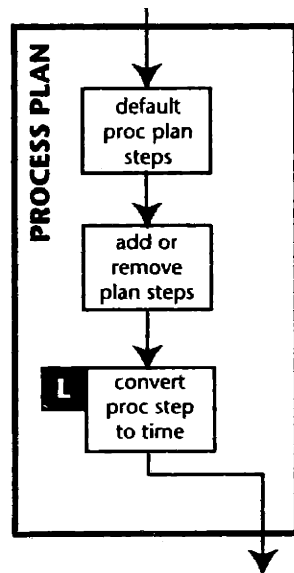 PROCESS PLAN
default
proc plan
steps
add or
remove
plan steps
L
convert
proc step
to time